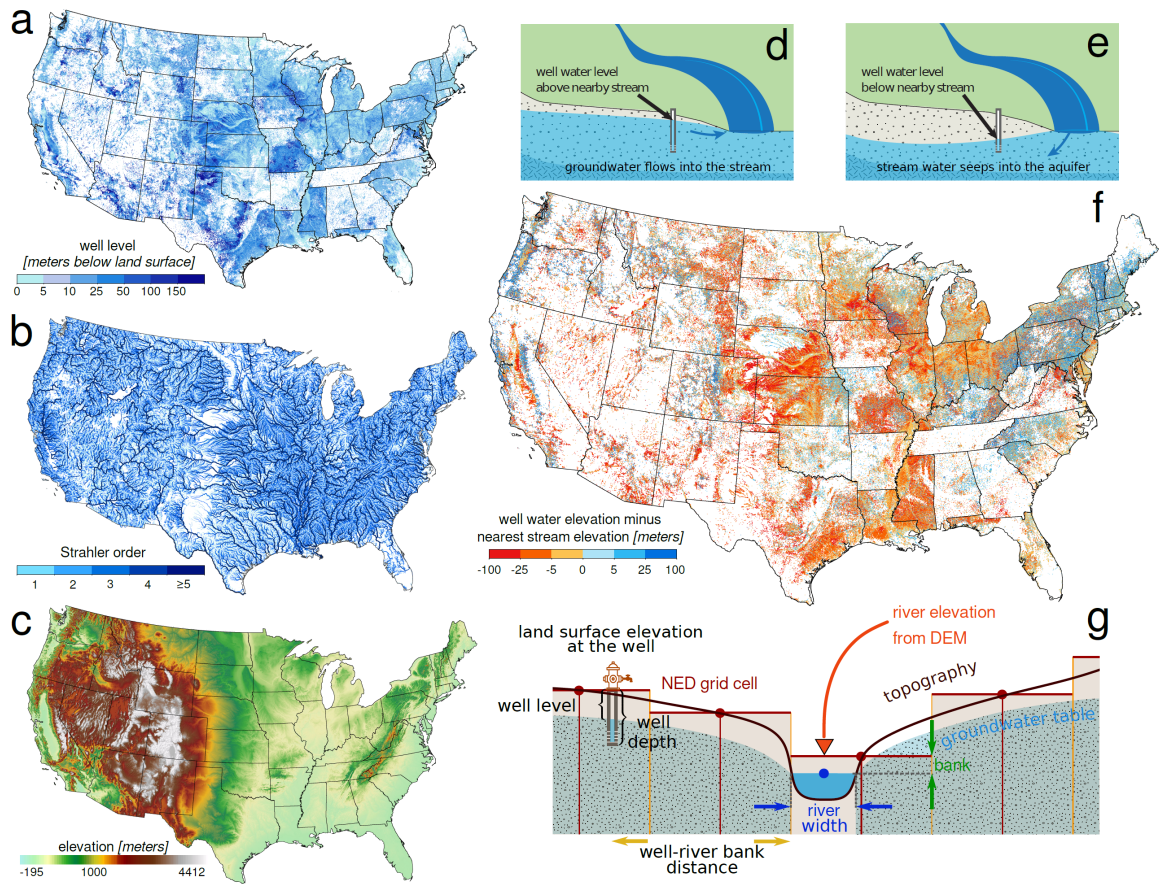 a
well level
[meters below land surface]
0 5 10 25 50 100 150
b
Strahler order
1 2 3 4 ≥5
c
elevation [meters]
-195 1000 4412
d
well water level
above nearby stream
groundwater flows into the stream
e
well water level
below nearby stream
stream water seeps into the aquifer
f
well water elevation minus
nearest stream elevation [meters]
-100 -25 -5 0 5 25 100
g
river elevation
from DEM
land surface elevation
at the well
NED grid cell
topography
well level
well
depth
groundwater table
bank
river
width
well-river bank
distance